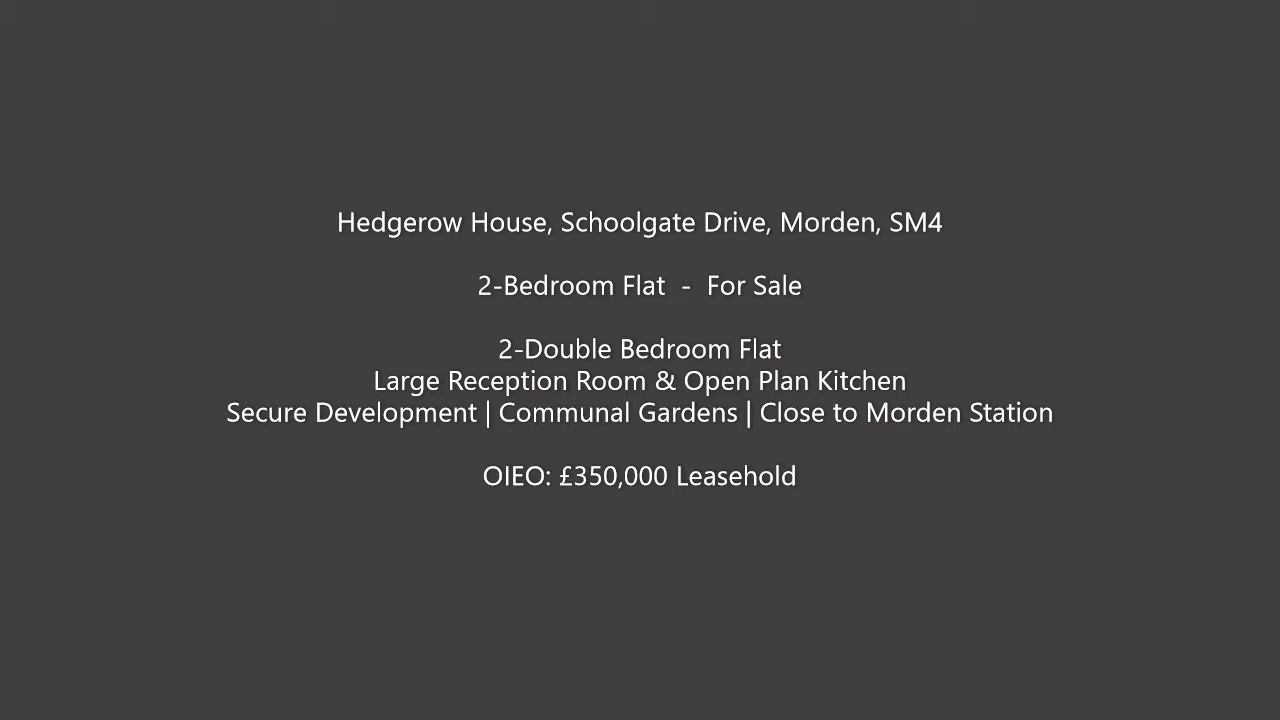 Hedgerow House, Schoolgate Drive, Morden, SM4
2-Bedroom Flat  -  For Sale
2-Double Bedroom Flat
Large Reception Room & Open Plan Kitchen
Secure Development | Communal Gardens | Close to Morden Station
OIEO: £350,000 Leasehold